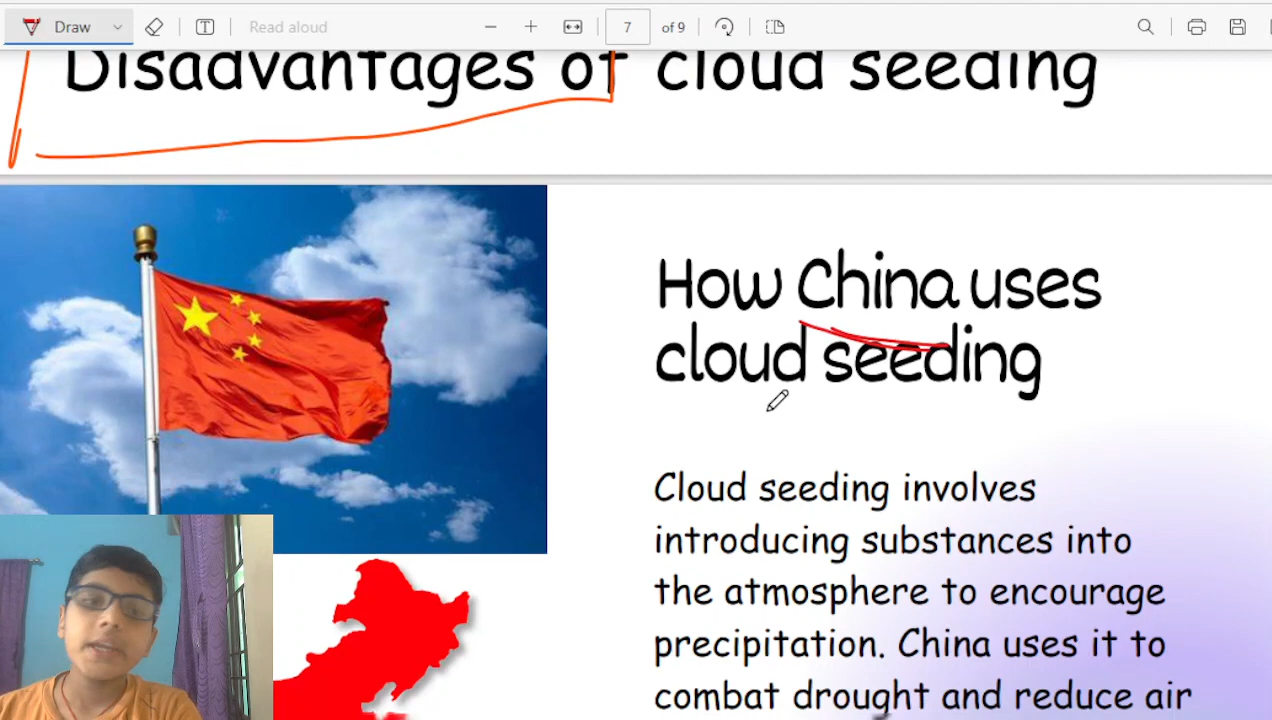 Draw
Read aloud
7 of 9
Disadvantages of cloud seeding
How China uses
cloud seeding
Cloud seeding involves
introducing substances into
the atmosphere to encourage
precipitation. China uses it to
combat drought and reduce air